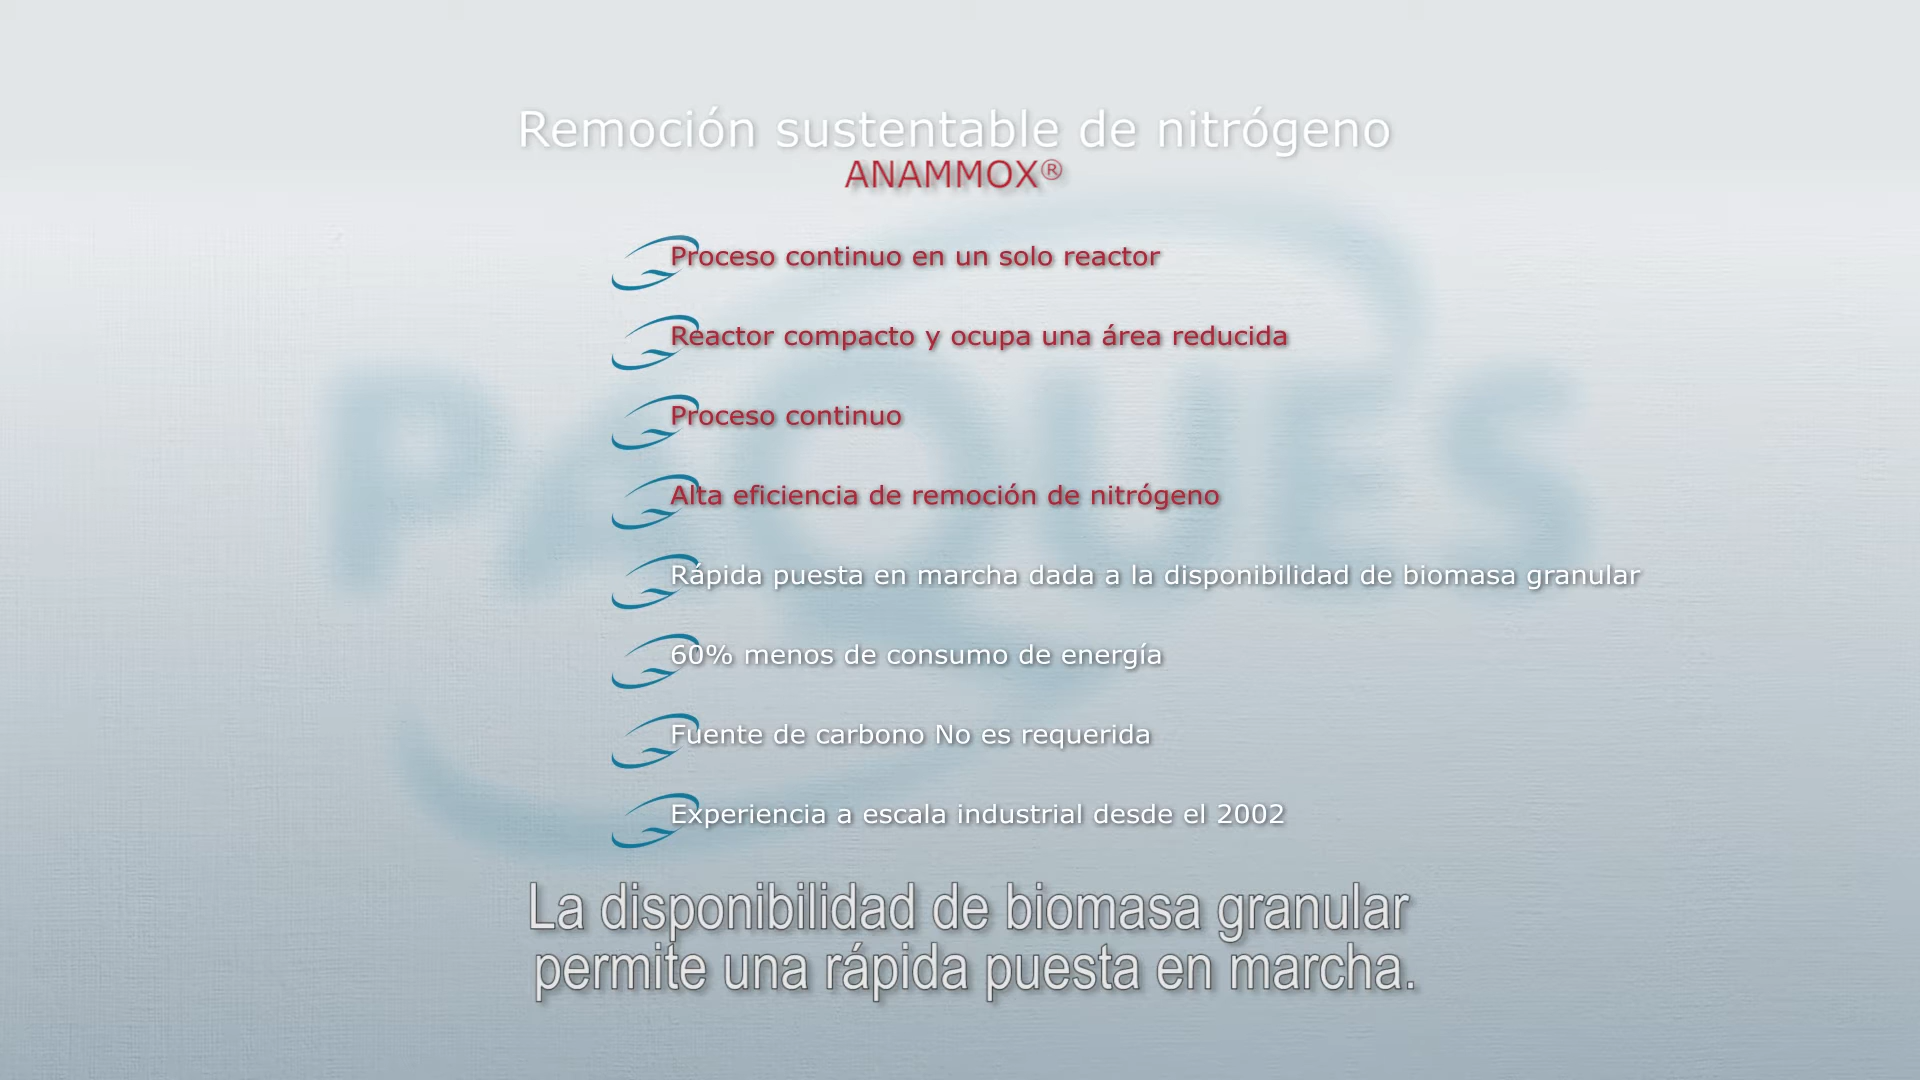 Remoción sustentable de nitrógeno
ANAMMOX®
Proceso continuo en un solo reactor
Reactor compacto y ocupa una área reducida
Proceso continuo
Alta eficiencia de remoción de nitrógeno
Rápida puesta en marcha dada a la disponibilidad de biomasa granular
60% menos de consumo de energía
Fuente de carbono No es requerida
Experiencia a escala industrial desde el 2002
PAQUES
La disponibilidad de biomasa granular
permite una rápida puesta en marcha.